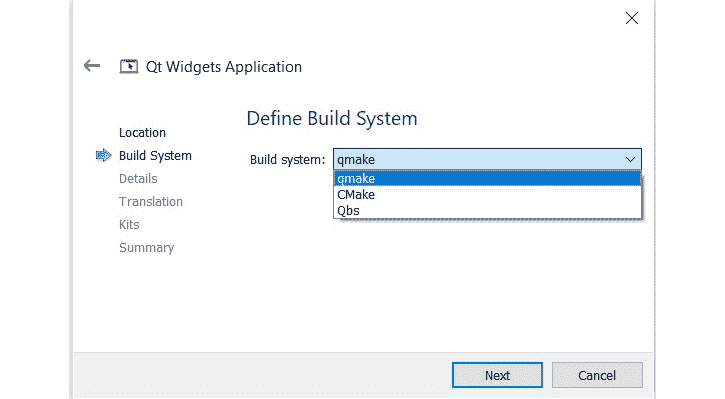 Qt Widgets Application
Define Build System
Location
Build System
Details
Translation
Kits
Summary
Build system: qmake
qmake
CMake
Qbs
Next
Cancel